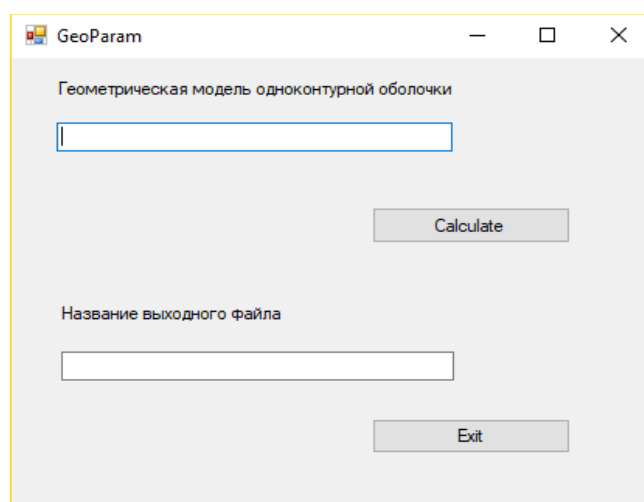 GeoParam
Геометрическая модель одноконтурной оболочки
Calculate
Название выходного файла
Exit